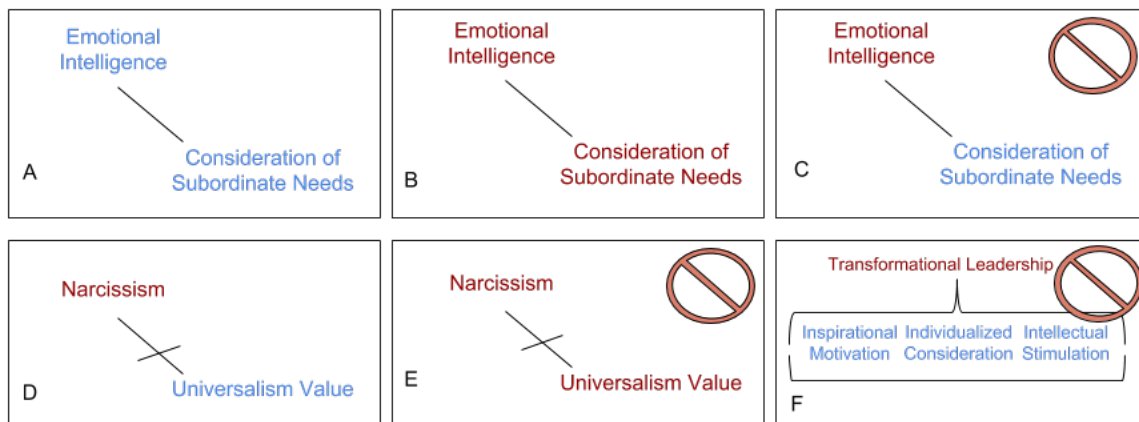 Emotional
Intelligence
Consideration of
Subordinate Needs
A
Emotional
Intelligence
Consideration of
Subordinate Needs
B
Emotional
Intelligence
Consideration of
Subordinate Needs
C
Narcissism
Universalism Value
D
Narcissism
Universalism Value
E
Transformational Leadership
Inspirational
Motivation
Individualized
Consideration
Intellectual
Stimulation
F